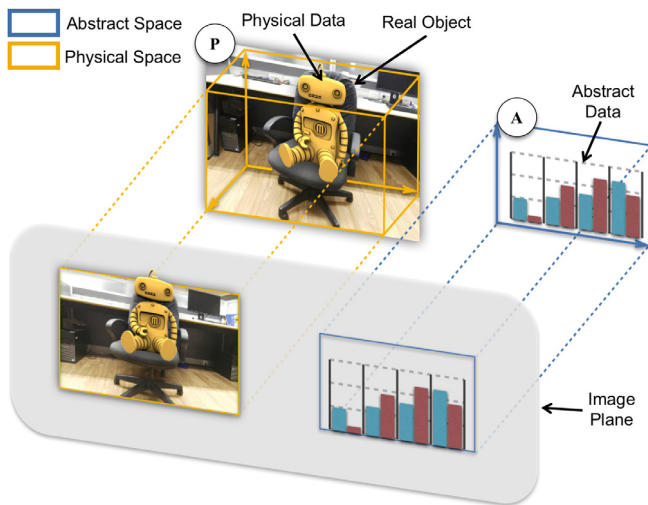 Abstract Space
Physical Space
Physical Data
Real Object
P
Abstract
Data
A
Image
Plane